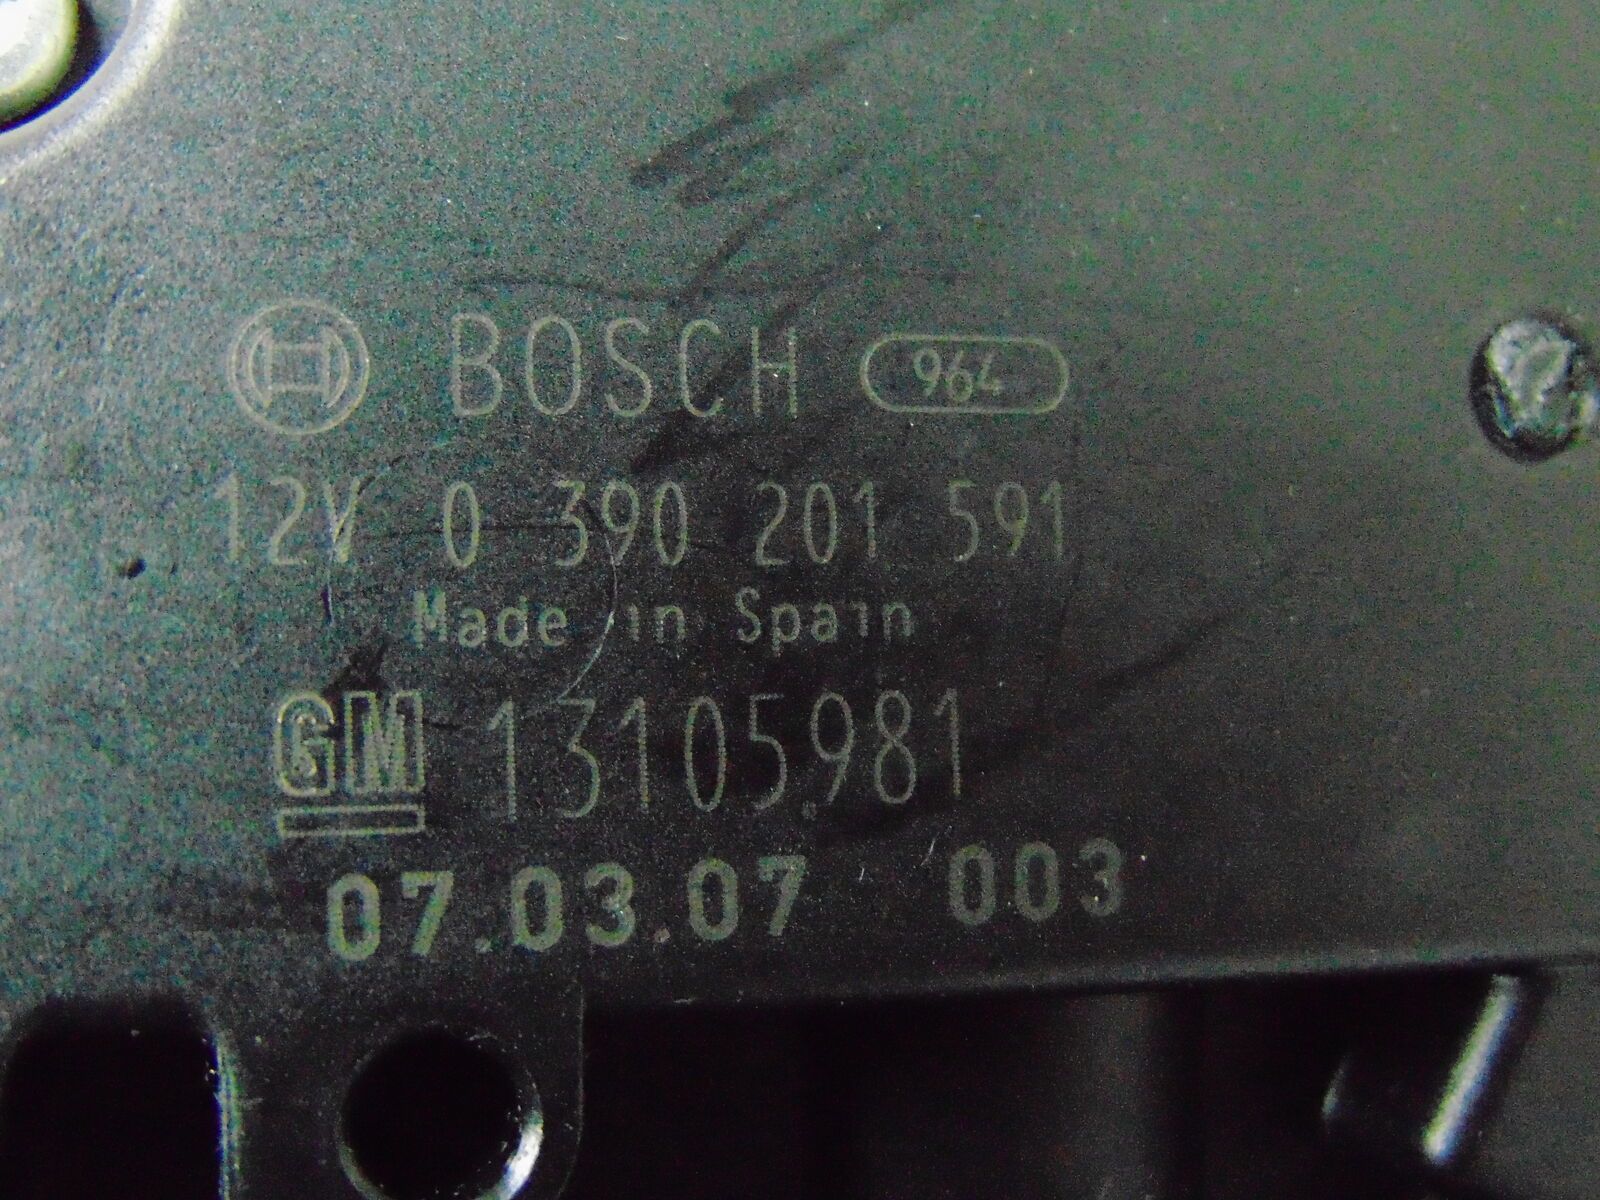 BOSCH 964
12V 0 390 201 591
Made in Spain
GM 13105981
07.03.07 003